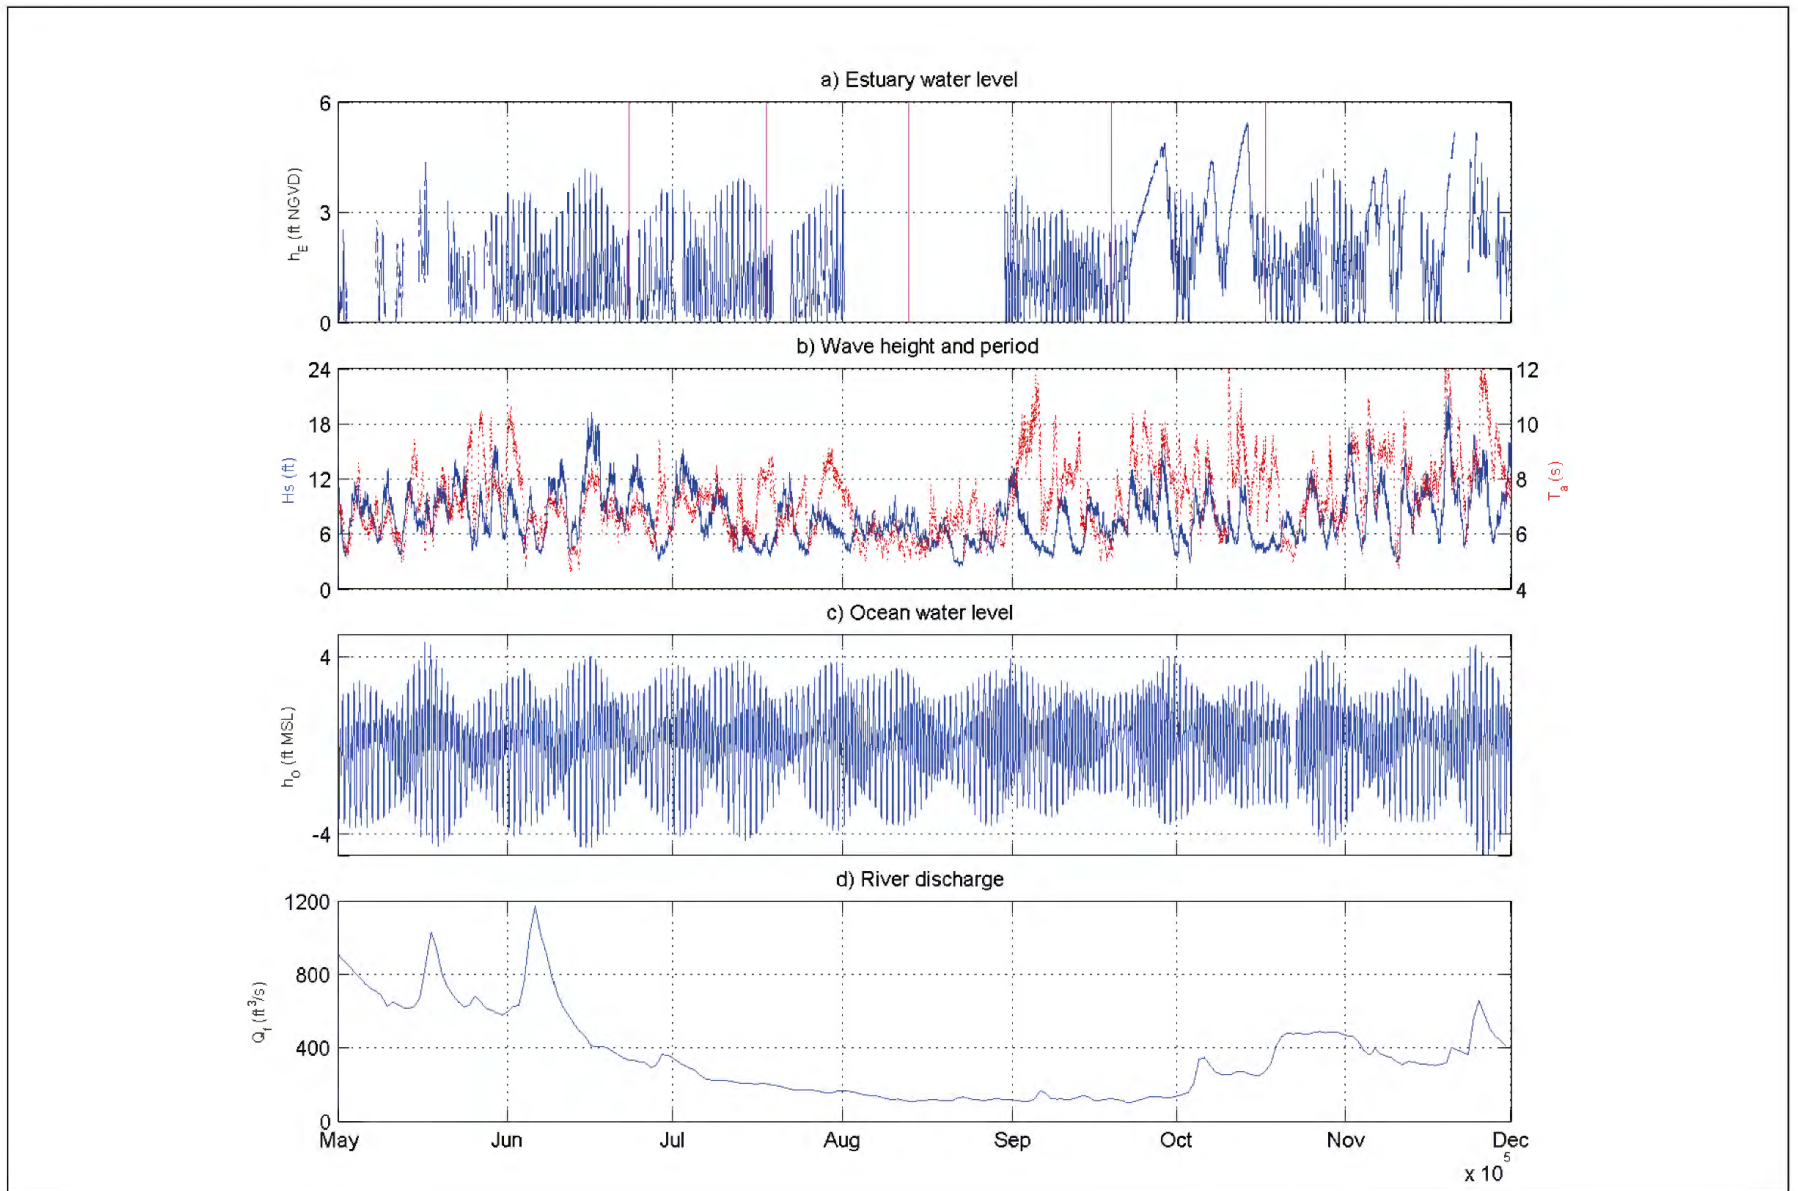 a) Estuary water level
6
3
0
h_E (ft NGVD)
b) Wave height and period
24
18
12
6
0
Hs (ft)
12
10
8
6
4
T_a (s)
c) Ocean water level
4
-4
h_o (ft MSL)
d) River discharge
1200
800
400
0
Q_f (ft³/s)
May Jun Jul Aug Sep Oct Nov Dec
x 10⁵